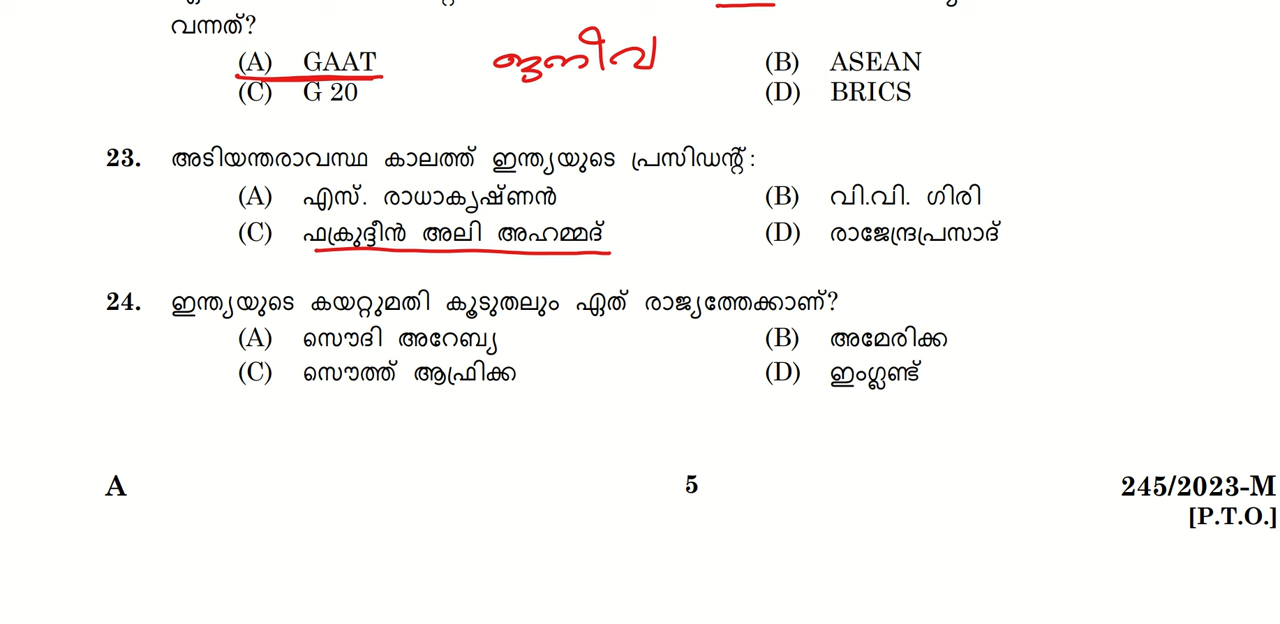 വന്നത്?
(A) GAAT
ജനീവ
(B) ASEAN
(C) G 20
(D) BRICS
23. അടിയന്തരാവസ്ഥ കാലത്ത് ഇന്ത്യയുടെ പ്രസിഡന്റ് :
(A) എസ്. രാധാകൃഷ്ണൻ
(B) വി.വി. ഗിരി
(C) ഫക്രുദ്ദീൻ അലി അഹമ്മദ്
(D) രാജേന്ദ്രപ്രസാദ്
24. ഇന്ത്യയുടെ കയറ്റുമതി കൂടുതലും ഏത് രാജ്യത്തേക്കാണ്?
(A) സൌദി അറേബ്യ
(B) അമേരിക്ക
(C) സൌത്ത് ആഫ്രിക്ക
(D) ഇംഗ്ലണ്ട്
A
5
245/2023-M
[P.T.O.]